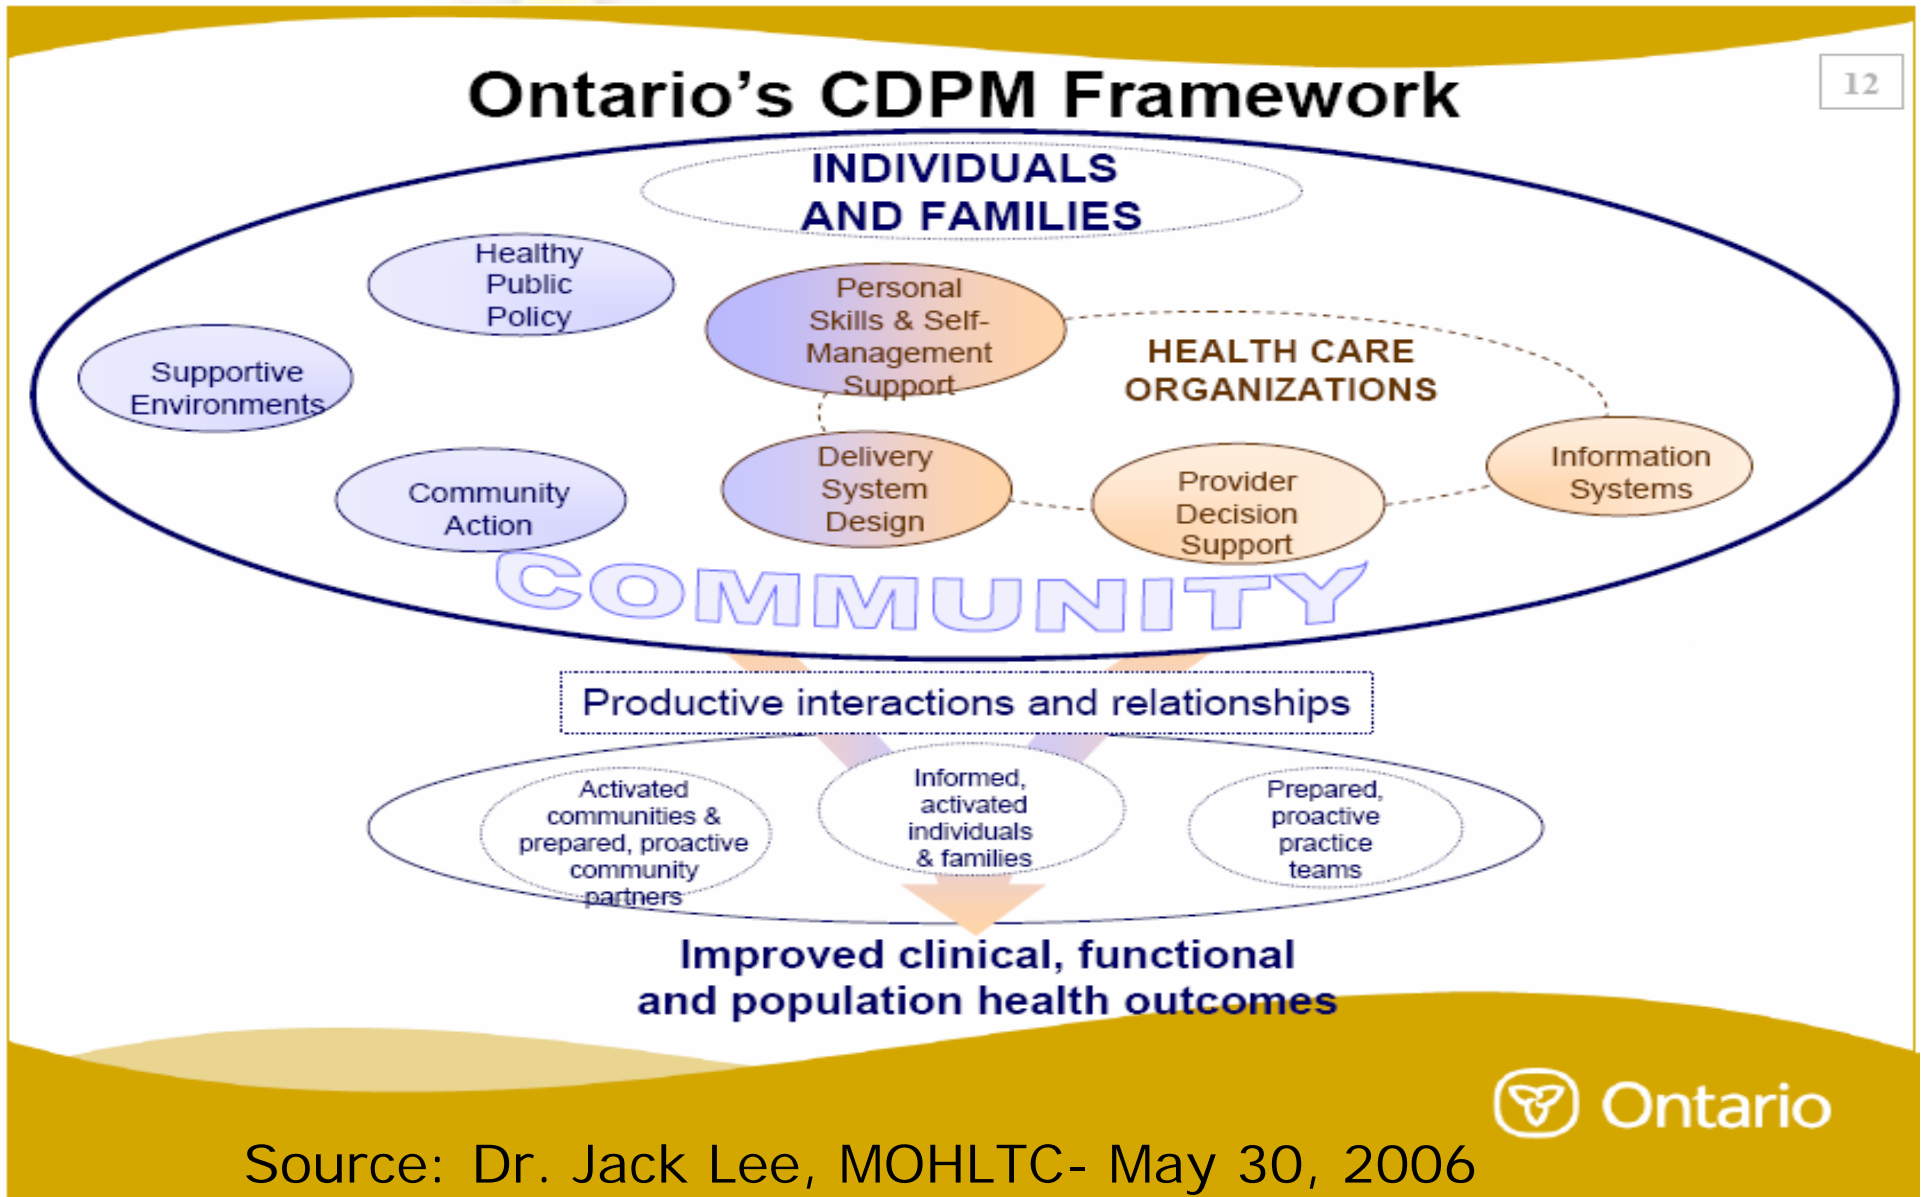 Ontario's CDPM Framework
12
INDIVIDUALS
AND FAMILIES
Healthy
Public
Policy
Personal
Skills & Self-
Management
Support
HEALTH CARE
ORGANIZATIONS
Supportive
Environments
Community
Action
Delivery
System
Design
Provider
Decision
Support
Information
Systems
COMMUNITY
Productive interactions and relationships
Activated
communities &
prepared, proactive
community
partners
Informed,
activated
individuals
& families
Prepared,
proactive
practice
teams
Improved clinical, functional
and population health outcomes
Ontario
Source: Dr. Jack Lee, MOHLTC- May 30, 2006